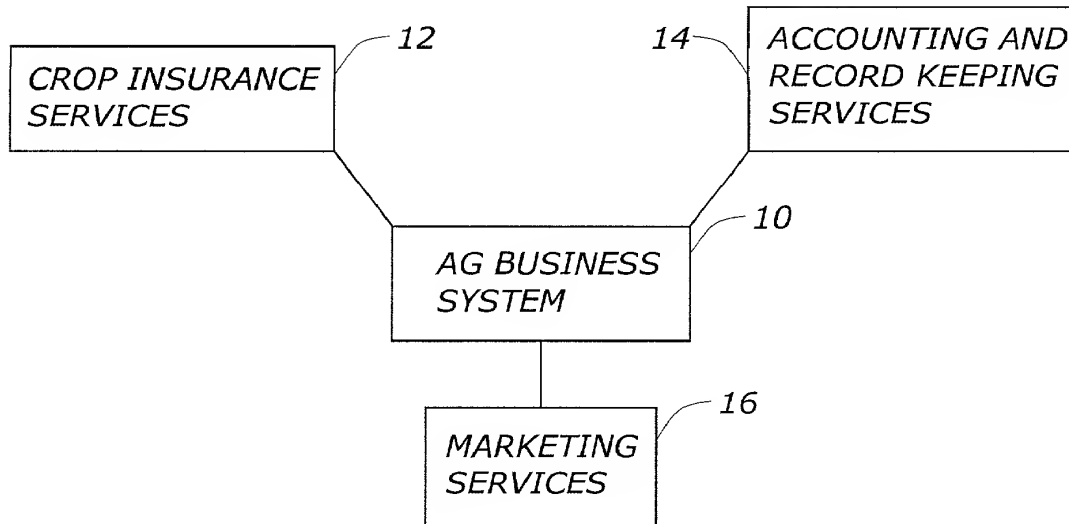 12
CROP INSURANCE
SERVICES
14
ACCOUNTING AND
RECORD KEEPING
SERVICES
10
AG BUSINESS
SYSTEM
16
MARKETING
SERVICES